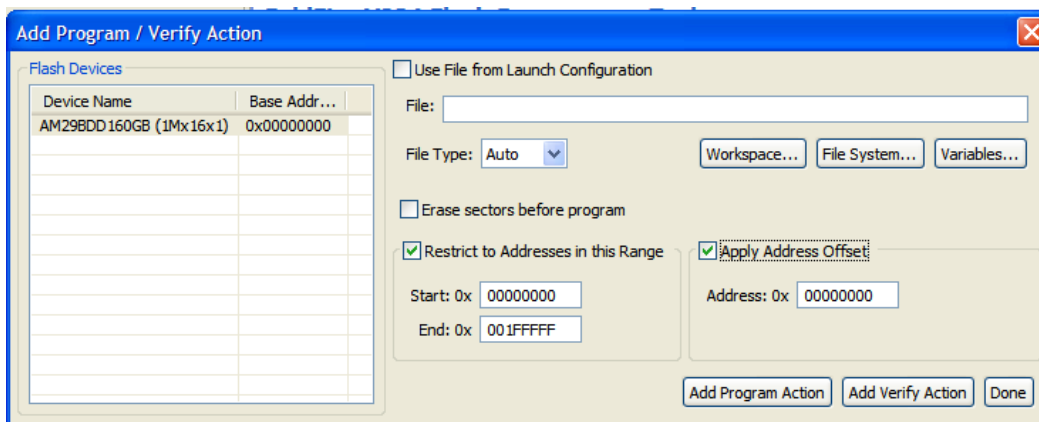 Add Program / Verify Action
Flash Devices
Device Name Base Addr...
AM29BDD160GB (1Mx16x1) 0x00000000
Use File from Launch Configuration
File:
File Type: Auto
Workspace... File System... Variables...
Erase sectors before program
Restrict to Addresses in this Range
Start: 0x 00000000
End: 0x 001FFFFF
Apply Address Offset
Address: 0x 00000000
Add Program Action Add Verify Action Done